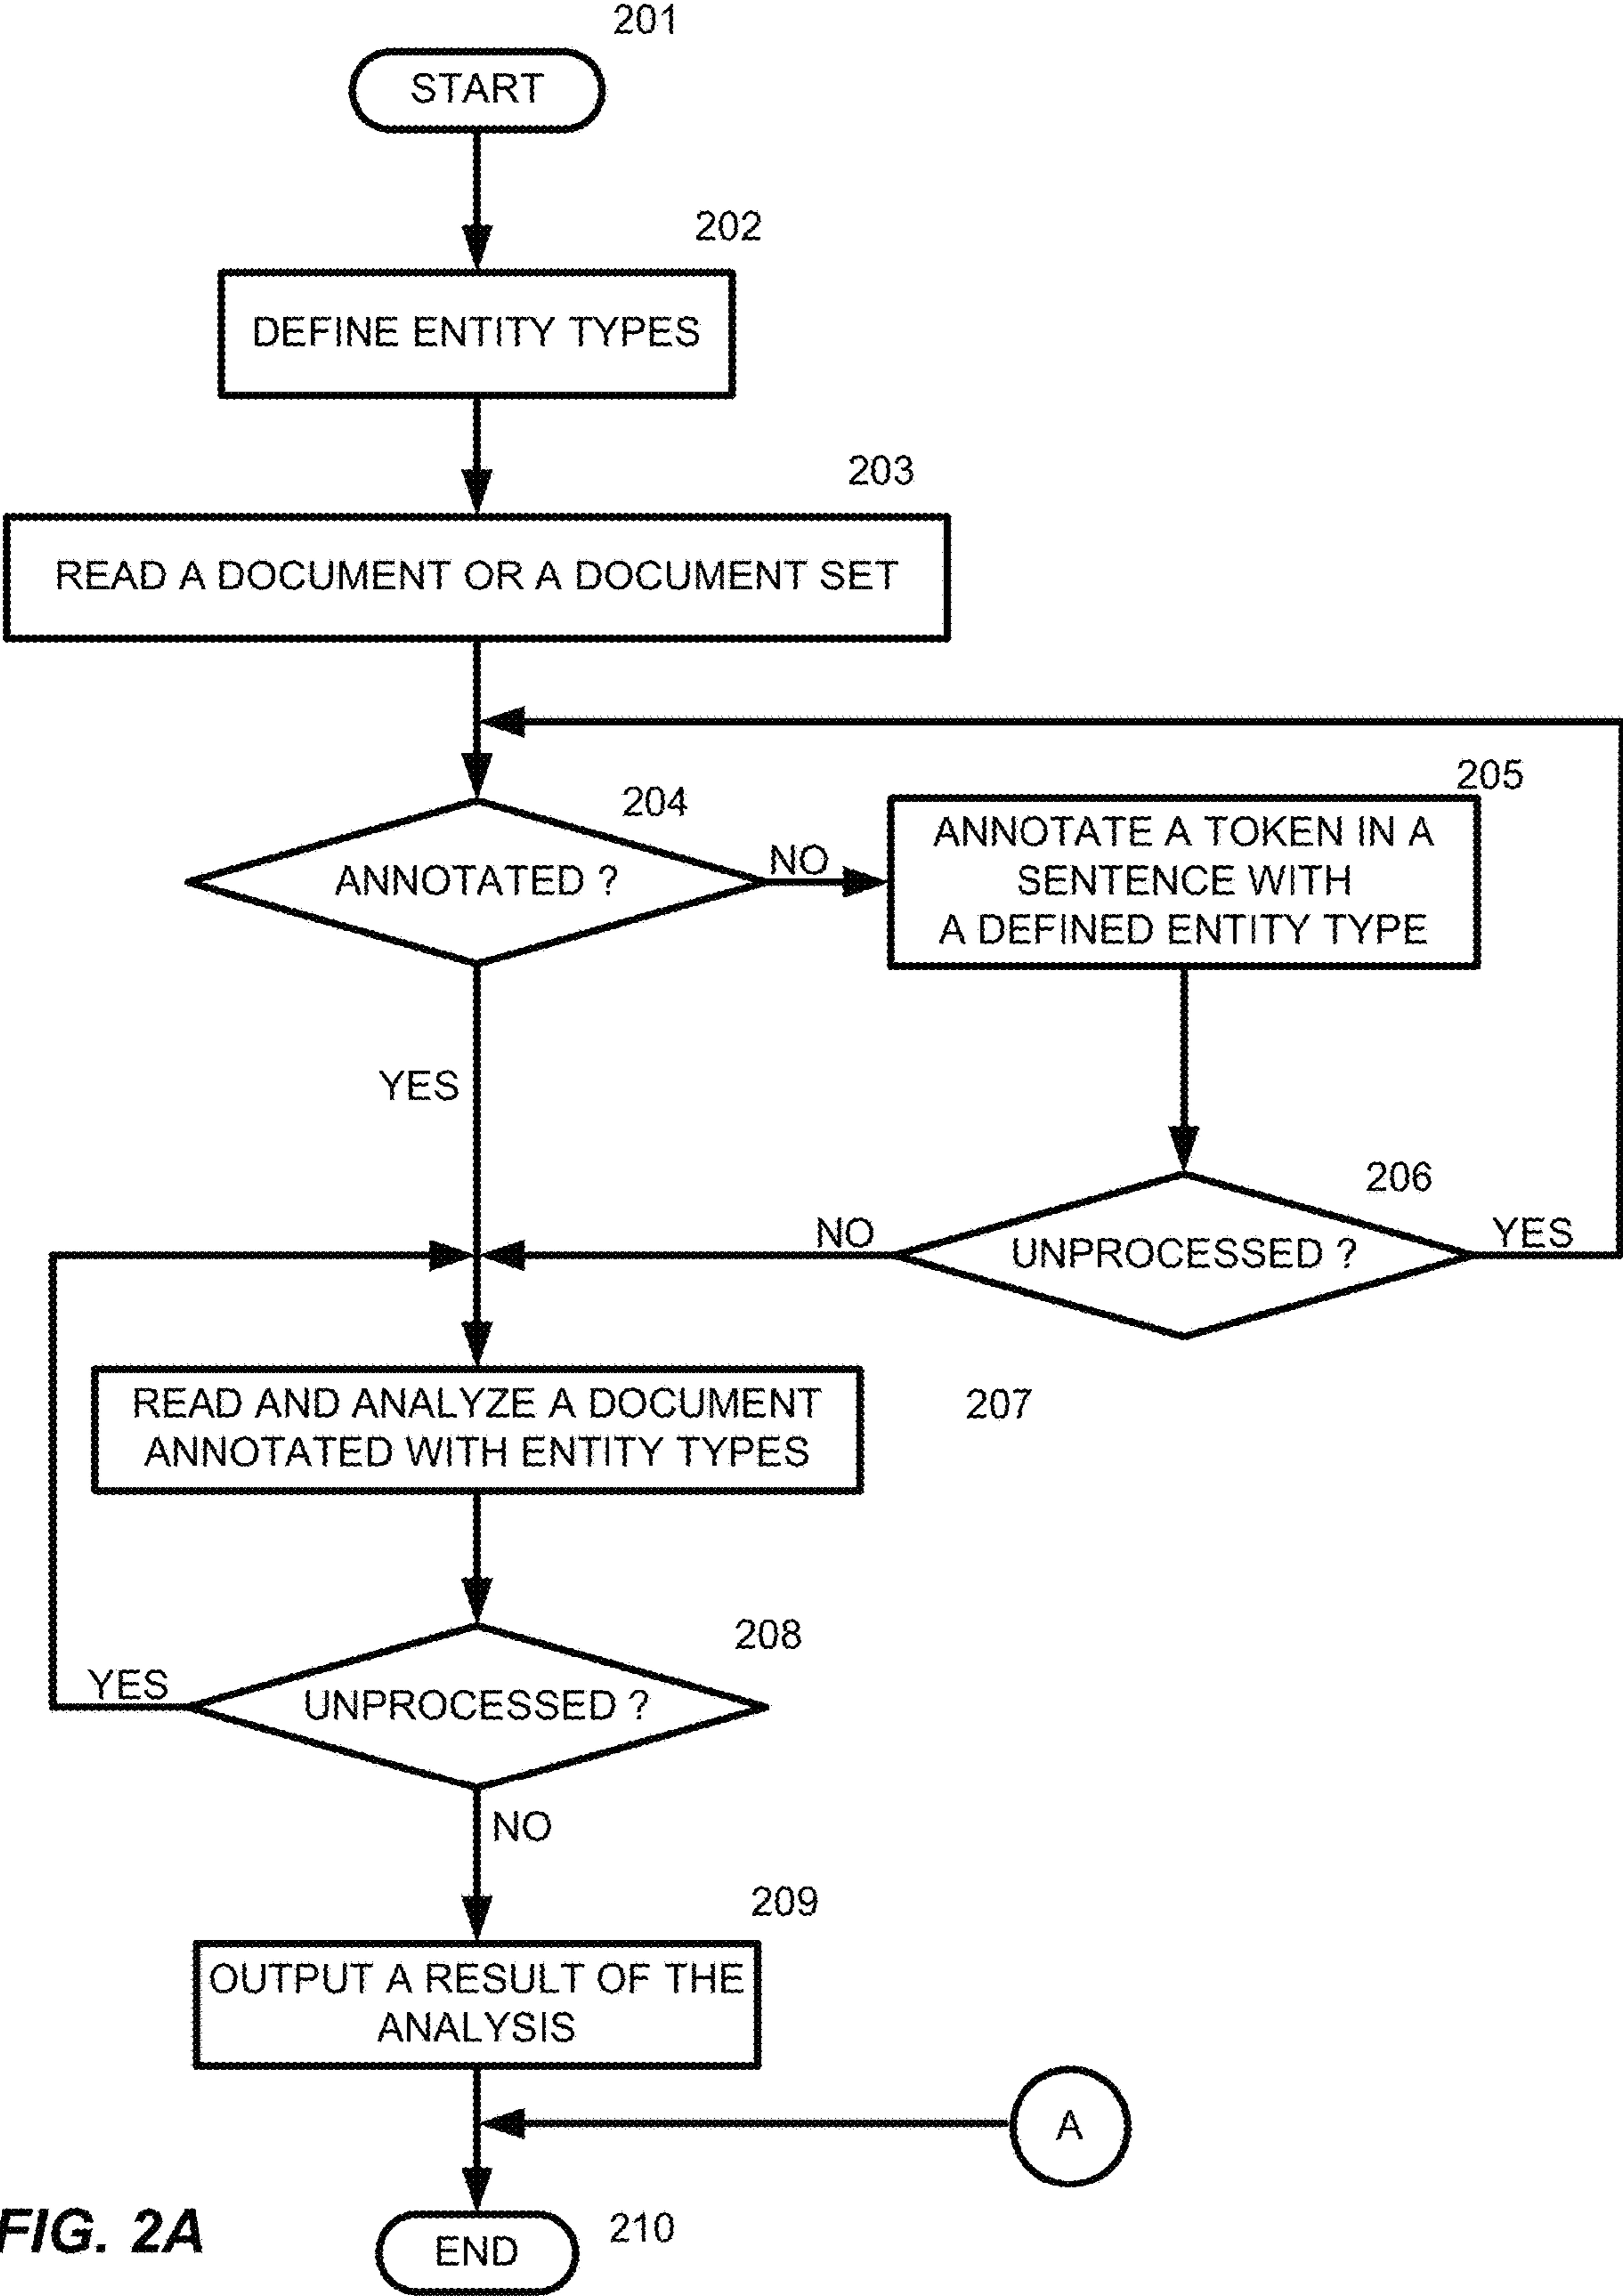 201
START
202
DEFINE ENTITY TYPES
203
READ A DOCUMENT OR A DOCUMENT SET
204
ANNOTATED ?
NO
205
ANNOTATE A TOKEN IN A
SENTENCE WITH
A DEFINED ENTITY TYPE
YES
206
UNPROCESSED ?
NO
YES
207
READ AND ANALYZE A DOCUMENT
ANNOTATED WITH ENTITY TYPES
208
UNPROCESSED ?
YES
NO
209
OUTPUT A RESULT OF THE
ANALYSIS
A
210
END
FIG. 2A